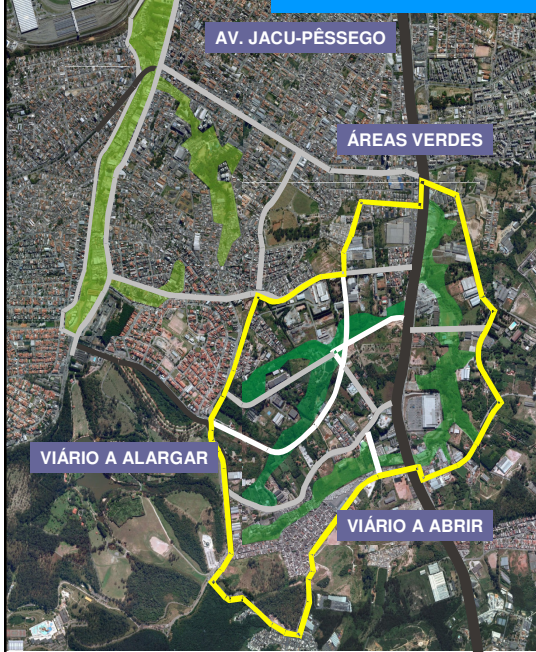 AV. JACU-PÊSSEGO
ÁREAS VERDES
VIÁRIO A ALARGAR
VIÁRIO A ABRIR